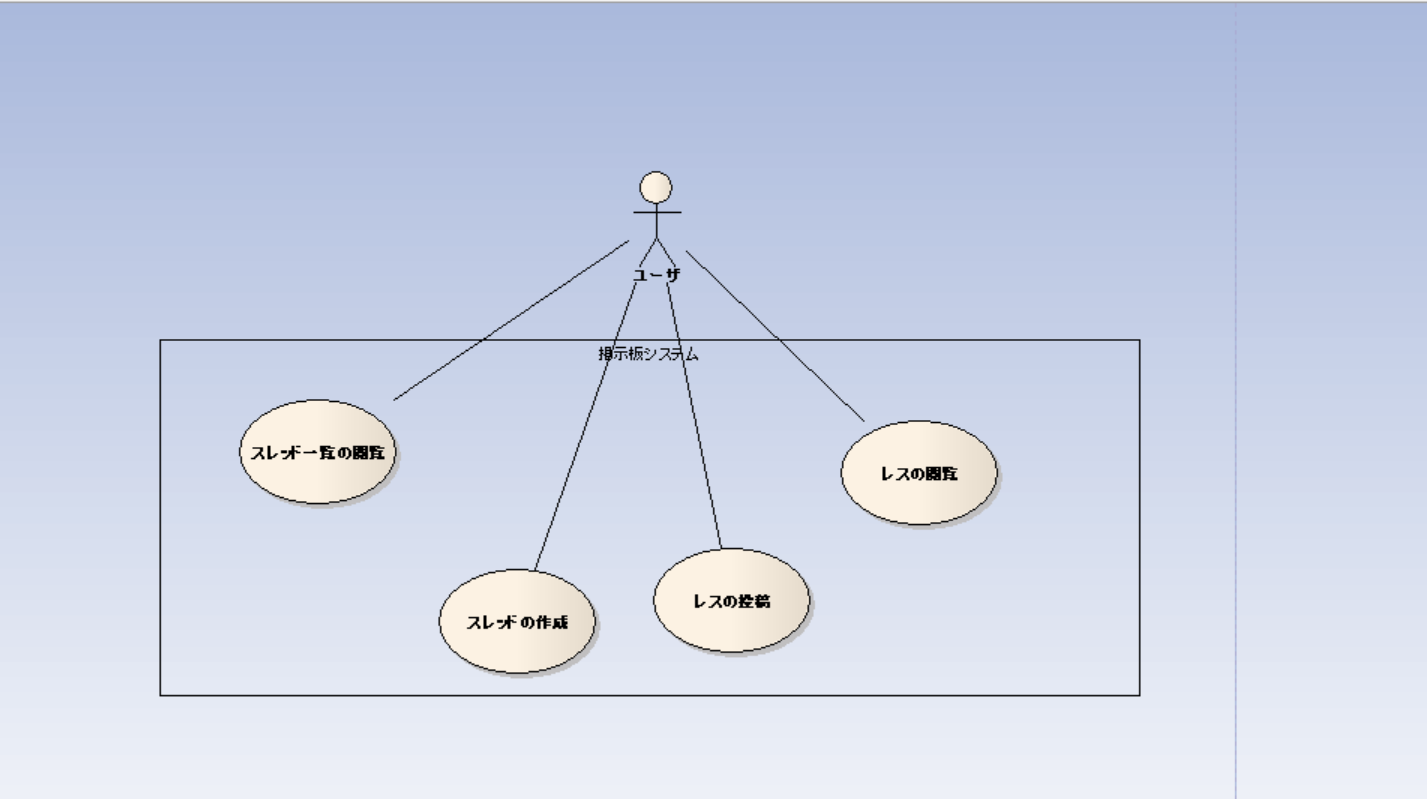 ユーザ
掲示板システム
スレッド一覧の閲覧
レスの閲覧
レスの投稿
スレッドの作成